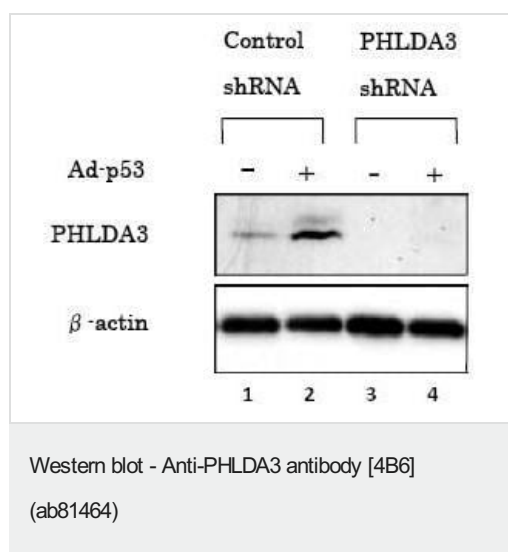 Control PHLDA3
shRNA shRNA
Ad-p53 - + - +
PHLDA3
β-actin
1 2 3 4
Western blot - Anti-PHLDA3 antibody [4B6]
(ab81464)